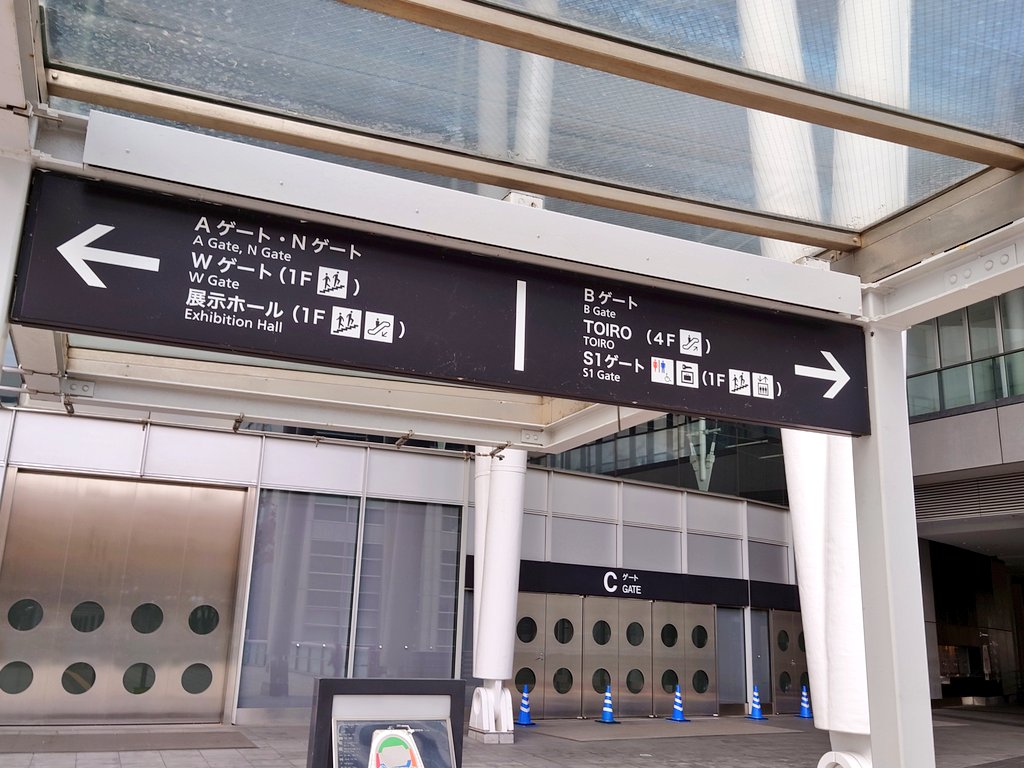 Aゲート・Nゲート
A Gate, N Gate
Wゲート(1F )
W Gate
展示ホール(1F )
Exhibition Hall
Bゲート
B Gate
TOIRO (4F )
TOIRO
S1ゲート (1F )
S1 Gate
C ゲート
GATE